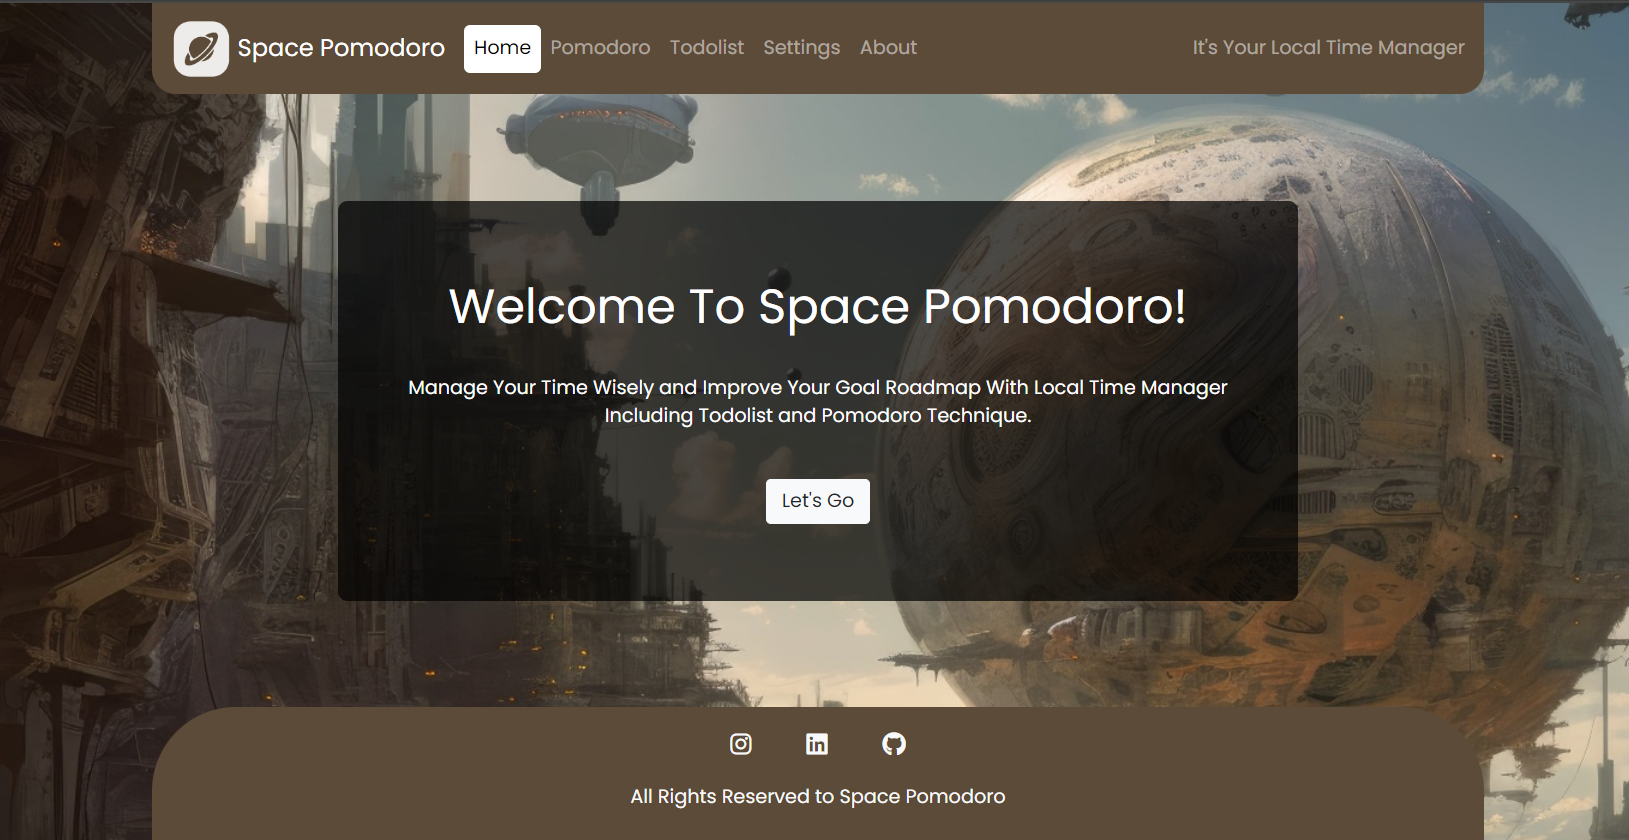 Space Pomodoro
Home
Pomodoro
Todolist
Settings
About
It's Your Local Time Manager
Welcome To Space Pomodoro!
Manage Your Time Wisely and Improve Your Goal Roadmap With Local Time Manager
Including Todolist and Pomodoro Technique.
Let's Go
All Rights Reserved to Space Pomodoro